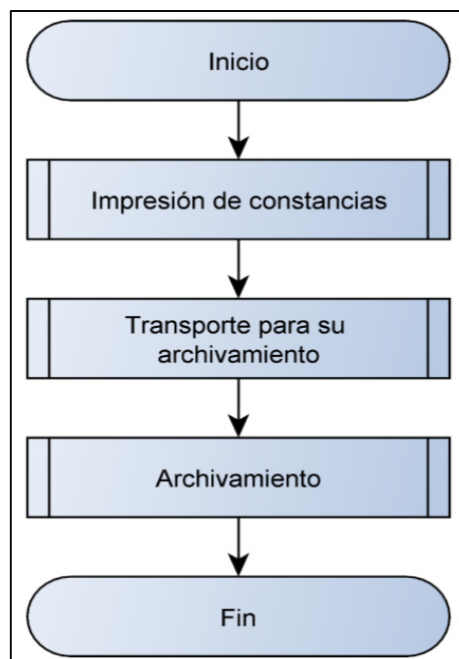 Inicio
Impresión de constancias
Transporte para su
archivamiento
Archivamiento
Fin